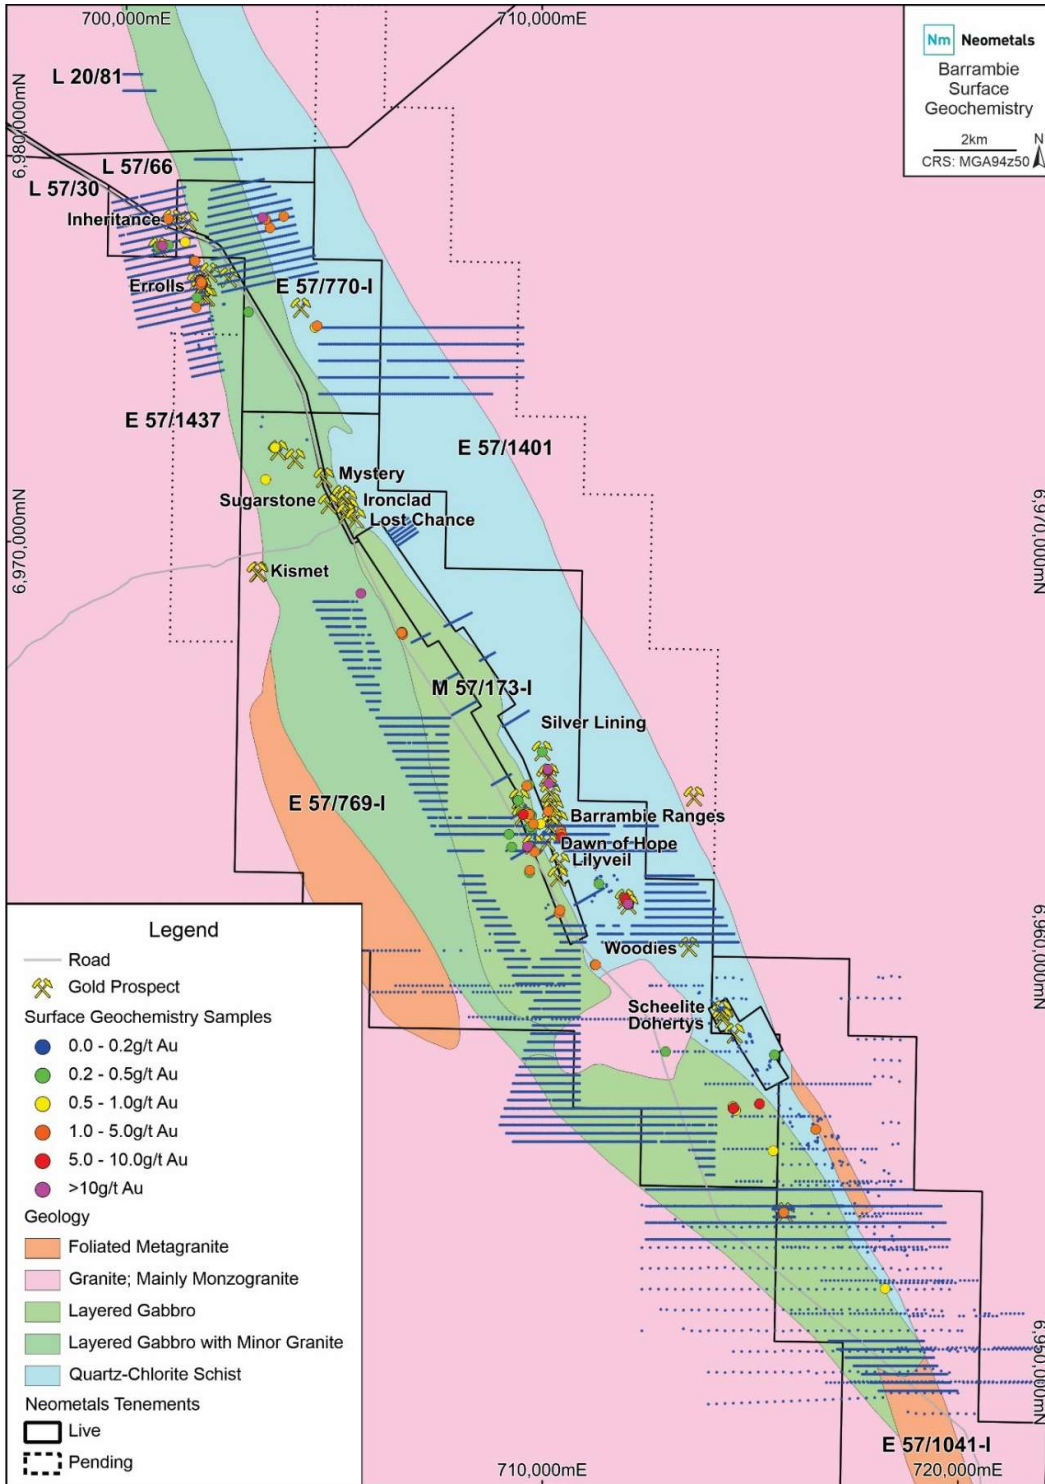 700,000mE
710,000mE
Nm Neometals
Barrambie
Surface
Geochemistry
2km
N
CRS: MGA94z50
L 20/81
6,980,000mN
L 57/66
L 57/30
Inheritance
Errolls
E 57/770-I
E 57/1437
E 57/1401
Mystery
Sugarstone
Ironclad
Lost Chance
6,970,000mN
6,970,000mN
Kismet
M 57/173-I
Silver Lining
E 57/769-I
Barrambie Ranges
Dawn of Hope
Lilyveil
Woodies
6,960,000mN
Scheelite
Dohertys
6,950,000mN
E 57/1041-I
710,000mE
720,000mE
Legend
Road
Gold Prospect
Surface Geochemistry Samples
0.0 - 0.2g/t Au
0.2 - 0.5g/t Au
0.5 - 1.0g/t Au
1.0 - 5.0g/t Au
5.0 - 10.0g/t Au
>10g/t Au
Geology
Foliated Metagranite
Granite; Mainly Monzogranite
Layered Gabbro
Layered Gabbro with Minor Granite
Quartz-Chlorite Schist
Neometals Tenements
Live
Pending